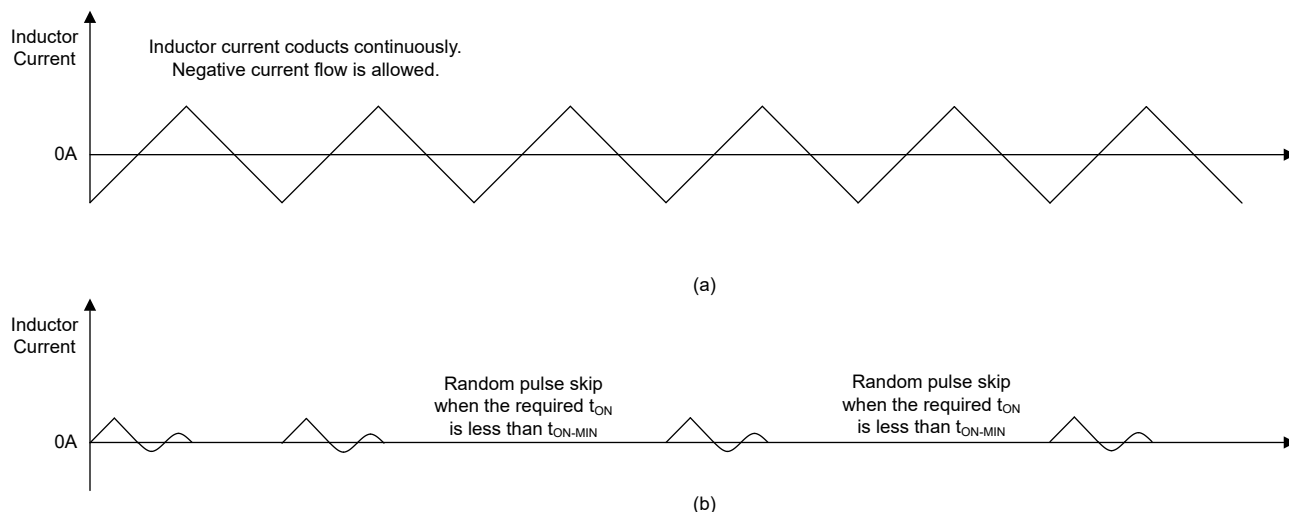 Inductor
Current
Inductor current coducts continuously.
Negative current flow is allowed.
0A
(a)
Inductor
Current
Random pulse skip
when the required tON
is less than tON-MIN
Random pulse skip
when the required tON
is less than tON-MIN
0A
(b)